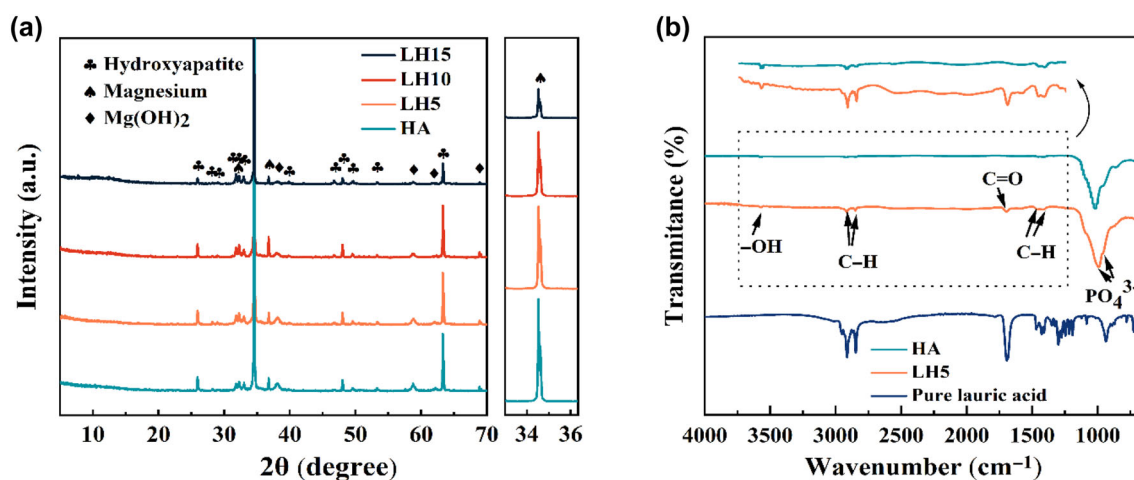 (a)
♣ Hydroxyapatite
♠ Magnesium
♦ Mg(OH)2
LH15
LH10
LH5
HA
Intensity (a.u.)
10 20 30 40 50 60 70
34 36
2θ (degree)
(b)
Transmitance (%)
C=O
–OH
C–H
C–H
PO4 3-
HA
LH5
Pure lauric acid
4000 3500 3000 2500 2000 1500 1000
Wavenumber (cm⁻¹)